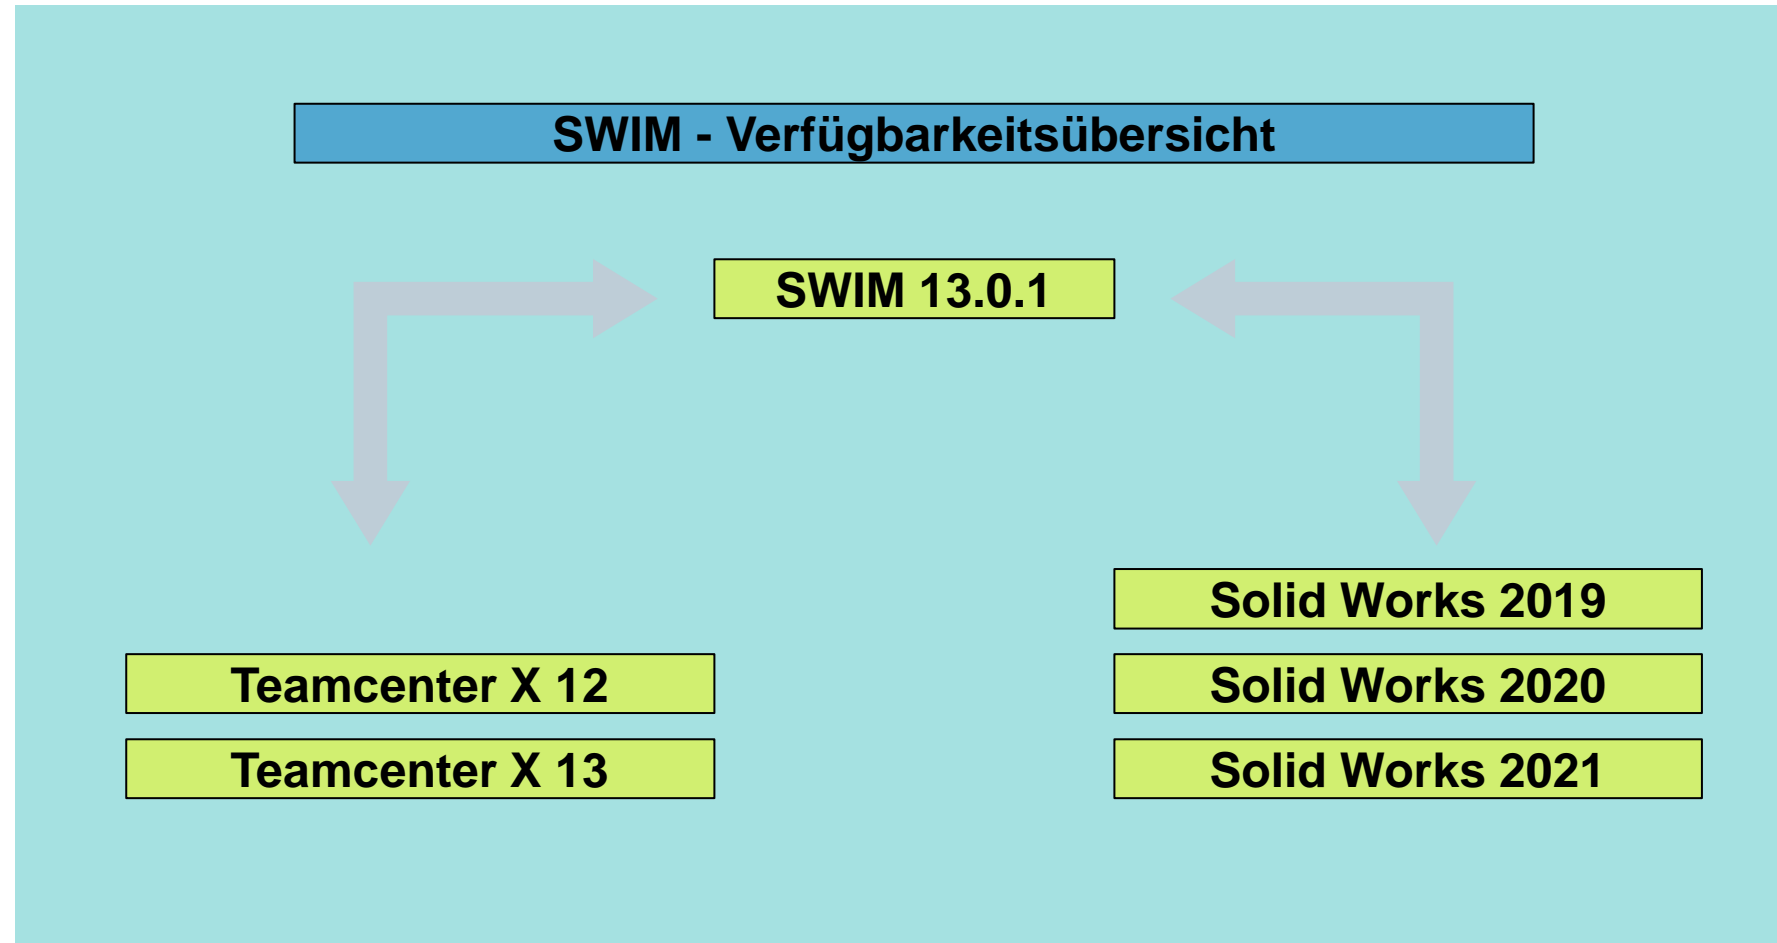 SWIM - Verfügbarkeitsübersicht
SWIM 13.0.1
Teamcenter X 12
Teamcenter X 13
Solid Works 2019
Solid Works 2020
Solid Works 2021